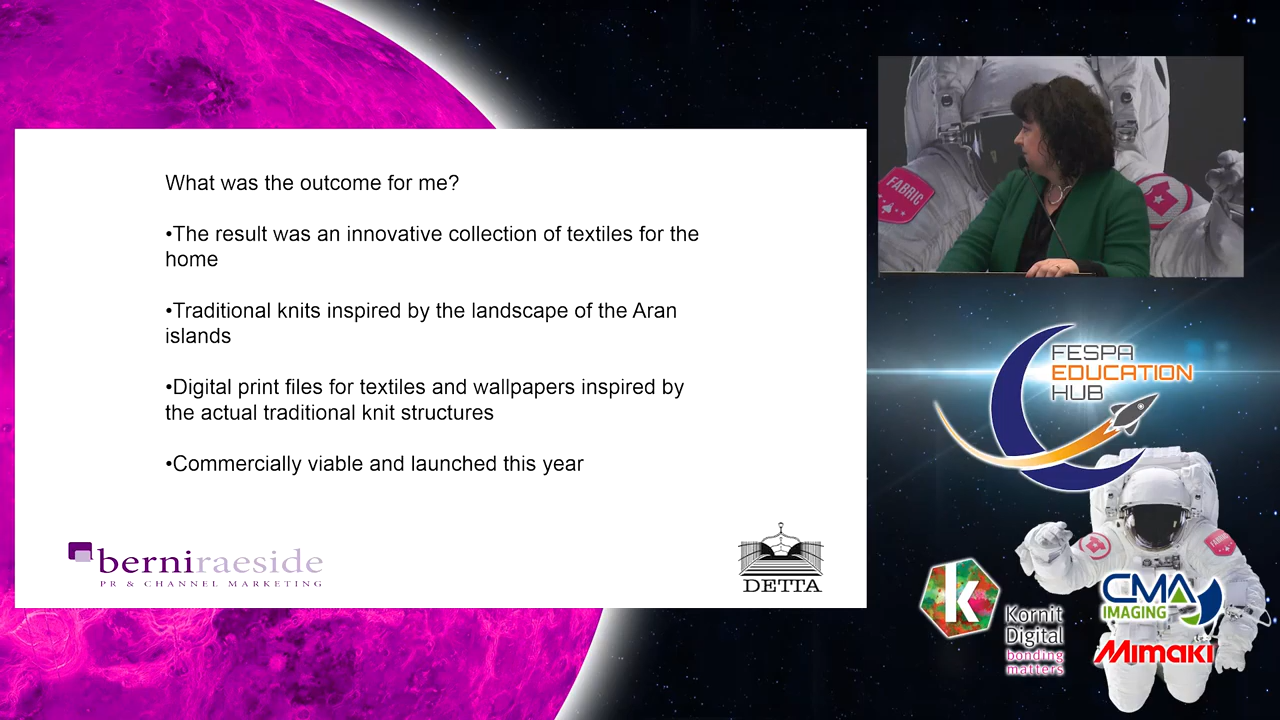 What was the outcome for me?
•The result was an innovative collection of textiles for the
home
•Traditional knits inspired by the landscape of the Aran
islands
•Digital print files for textiles and wallpapers inspired by
the actual traditional knit structures
•Commercially viable and launched this year
berniraeside
PR & CHANNEL MARKETING
DETTA
FABRIC
FESPA
EDUCATION
HUB
k
Kornit
Digital
bonding
matters
CMA
IMAGING
Mimaki